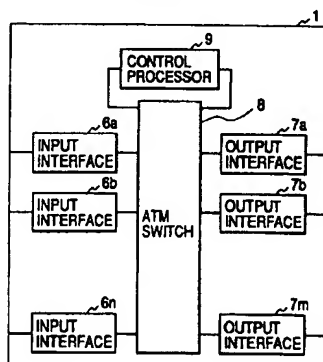 1
9
CONTROL
PROCESSOR
8
6a
INPUT
INTERFACE
7a
OUTPUT
INTERFACE
6b
INPUT
INTERFACE
7b
OUTPUT
INTERFACE
ATM
SWITCH
6n
INPUT
INTERFACE
7m
OUTPUT
INTERFACE